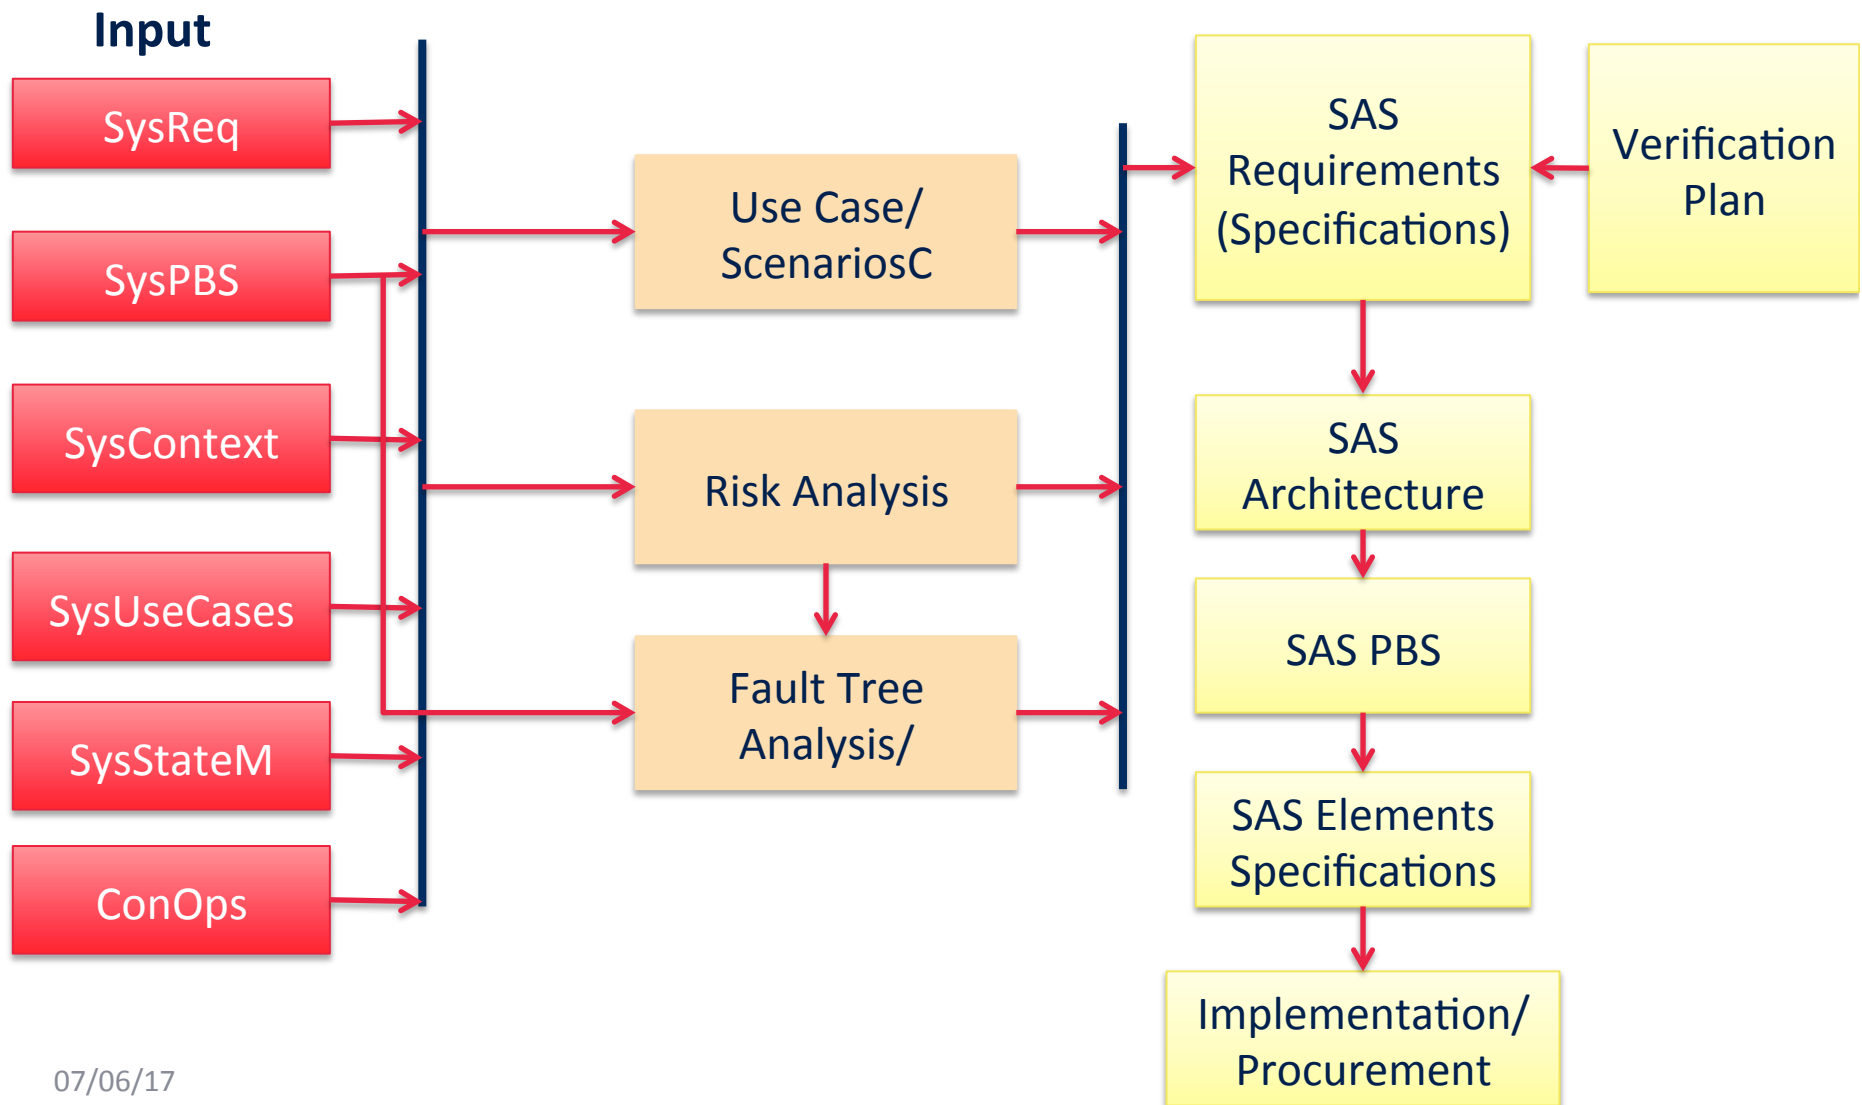 Input
SysReq
SysPBS
SysContext
SysUseCases
SysStateM
ConOps
Use Case/
ScenariosC
Risk Analysis
Fault Tree
Analysis/
SAS
Requirements
(Specifications)
Verification
Plan
SAS
Architecture
SAS PBS
SAS Elements
Specifications
Implementation/
Procurement
07/06/17